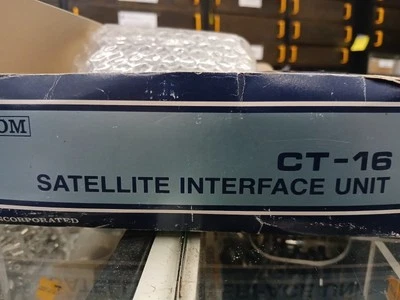 OM
CT-16
SATELLITE INTERFACE UNIT
NCORPORATED